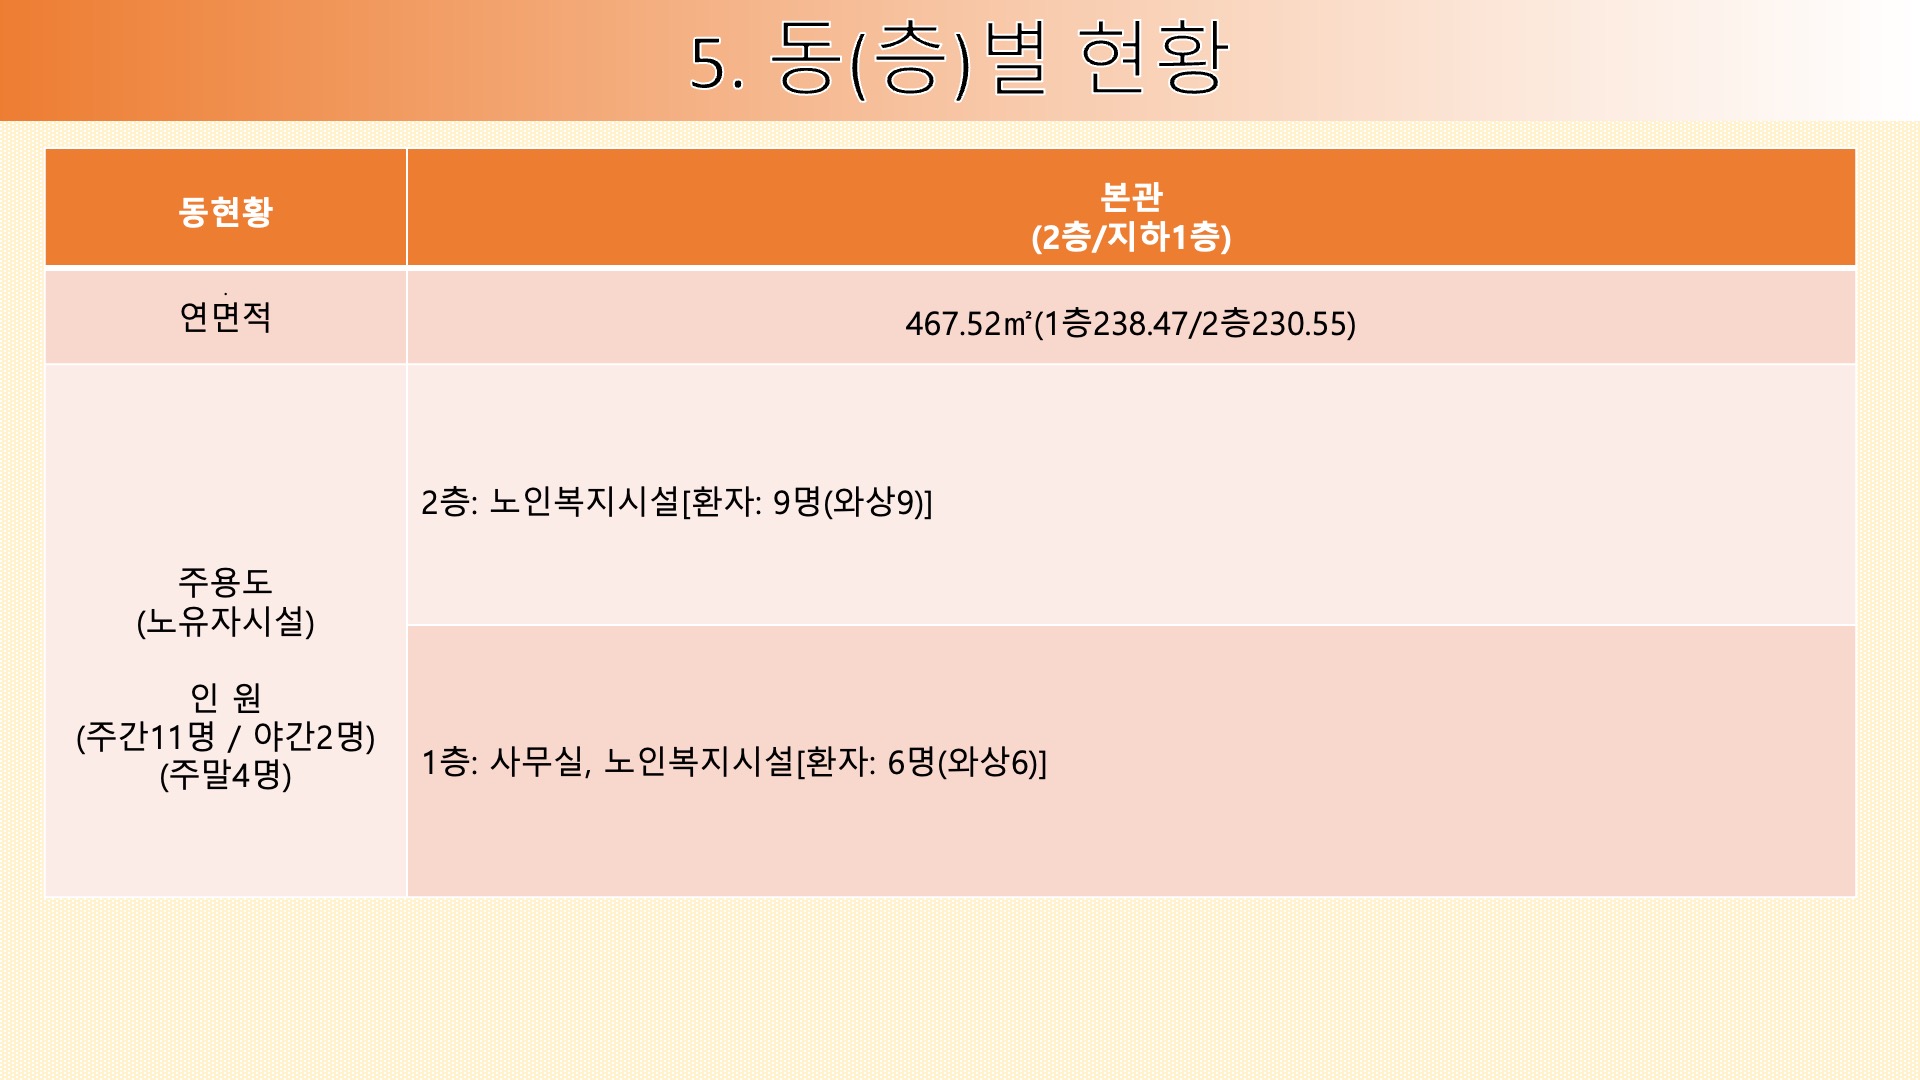 5. 동(층)별 현황
동현황
본관
(2층/지하1층)
.
연면적
467.52㎡(1층238.47/2층230.55)
주용도
(노유자시설)
인 원
(주간11명 / 야간2명)
(주말4명)
2층: 노인복지시설[환자: 9명(와상9)]
1층: 사무실, 노인복지시설[환자: 6명(와상6)]